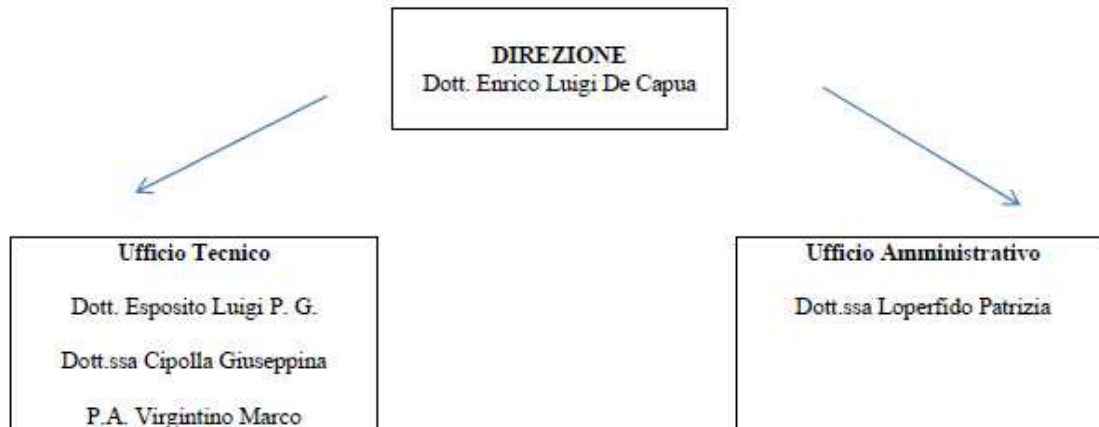 DIREZIONE
Dott. Enrico Luigi De Capua
Ufficio Tecnico
Dott. Esposito Luigi P. G.
Dott.ssa Cipolla Giuseppina
P.A. Virgintino Marco
Ufficio Amministrativo
Dott.ssa Loperfido Patrizia